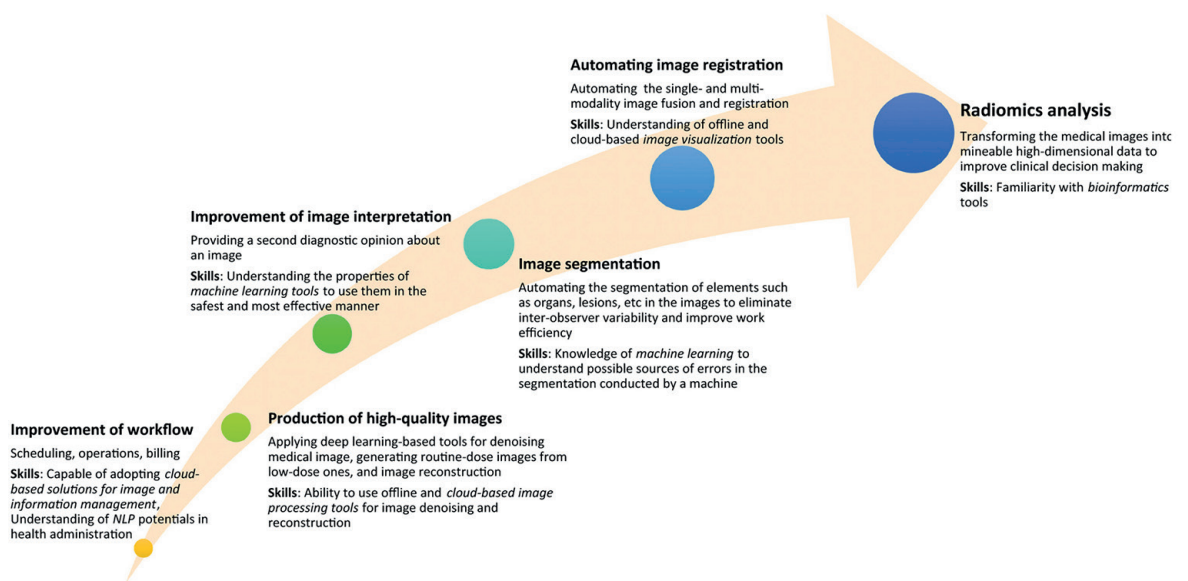 Automating image registration
Automating the single- and multi-
modality image fusion and registration
Skills: Understanding of offline and
cloud-based image visualization tools
Radiomics analysis
Transforming the medical images into
mineable high-dimensional data to
improve clinical decision making
Skills: Familiarity with bioinformatics
tools
Improvement of image interpretation
Providing a second diagnostic opinion about
an image
Skills: Understanding the properties of
machine learning tools to use them in the
safest and most effective manner
Image segmentation
Automating the segmentation of elements such
as organs, lesions, etc in the images to eliminate
inter-observer variability and improve work
efficiency
Skills: Knowledge of machine learning to
understand possible sources of errors in the
segmentation conducted by a machine
Improvement of workflow
Scheduling, operations, billing
Skills: Capable of adopting cloud-
based solutions for image and
information management,
Understanding of NLP potentials in
health administration
Production of high-quality images
Applying deep learning-based tools for denoising
medical image, generating routine-dose images from
low-dose ones, and image reconstruction
Skills: Ability to use offline and cloud-based image
processing tools for image denoising and
reconstruction